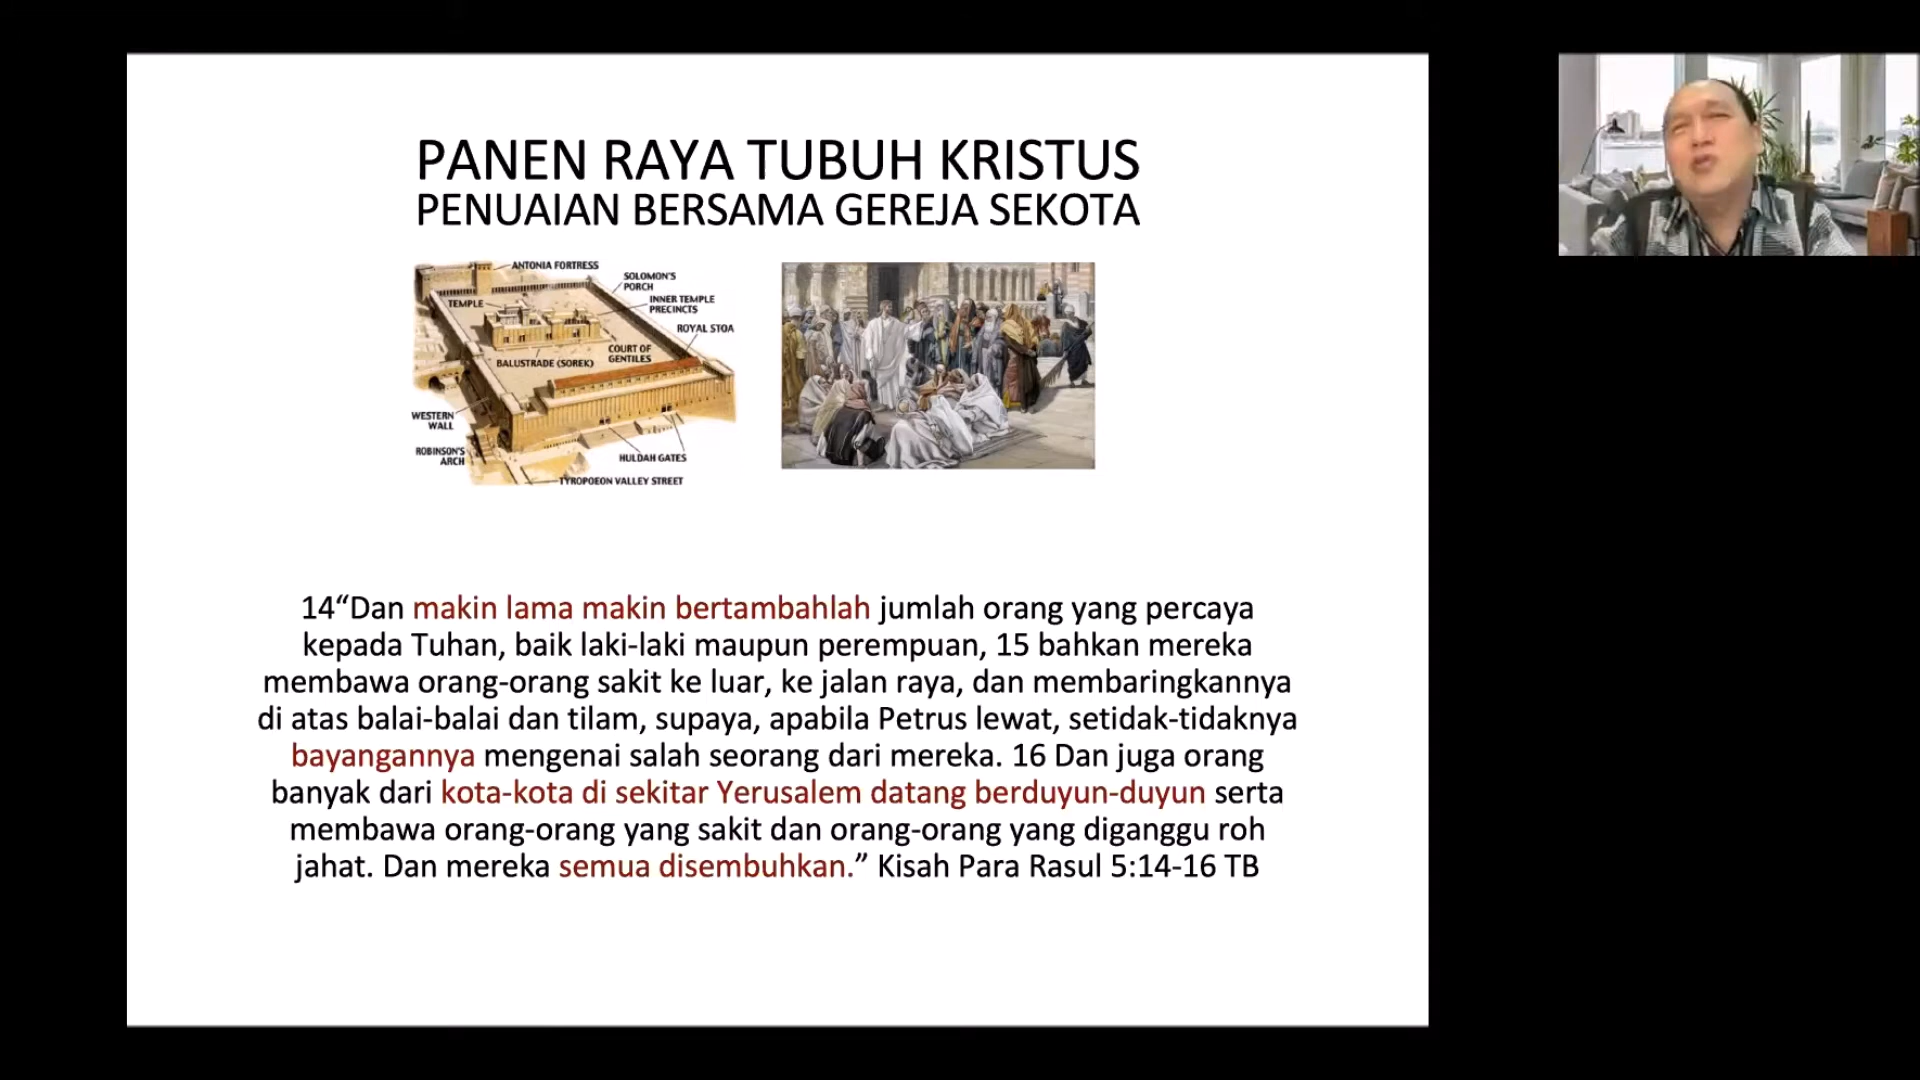 PANEN RAYA TUBUH KRISTUS
PENUAIAN BERSAMA GEREJA SEKOTA
ANTONIA FORTRESS
SOLOMON'S
PORCH
TEMPLE
INNER TEMPLE
PRECINCTS
ROYAL STOA
COURT OF
GENTILES
BALUSTRADE (SOREK)
WESTERN
WALL
ROBINSON'S
ARCH
HULDAH GATES
TYROPOEON VALLEY STREET
14“Dan makin lama makin bertambahlah jumlah orang yang percaya
kepada Tuhan, baik laki-laki maupun perempuan, 15 bahkan mereka
membawa orang-orang sakit ke luar, ke jalan raya, dan membaringkannya
di atas balai-balai dan tilam, supaya, apabila Petrus lewat, setidak-tidaknya
bayangannya mengenai salah seorang dari mereka. 16 Dan juga orang
banyak dari kota-kota di sekitar Yerusalem datang berduyun-duyun serta
membawa orang-orang yang sakit dan orang-orang yang diganggu roh
jahat. Dan mereka semua disembuhkan.” Kisah Para Rasul 5:14-16 TB